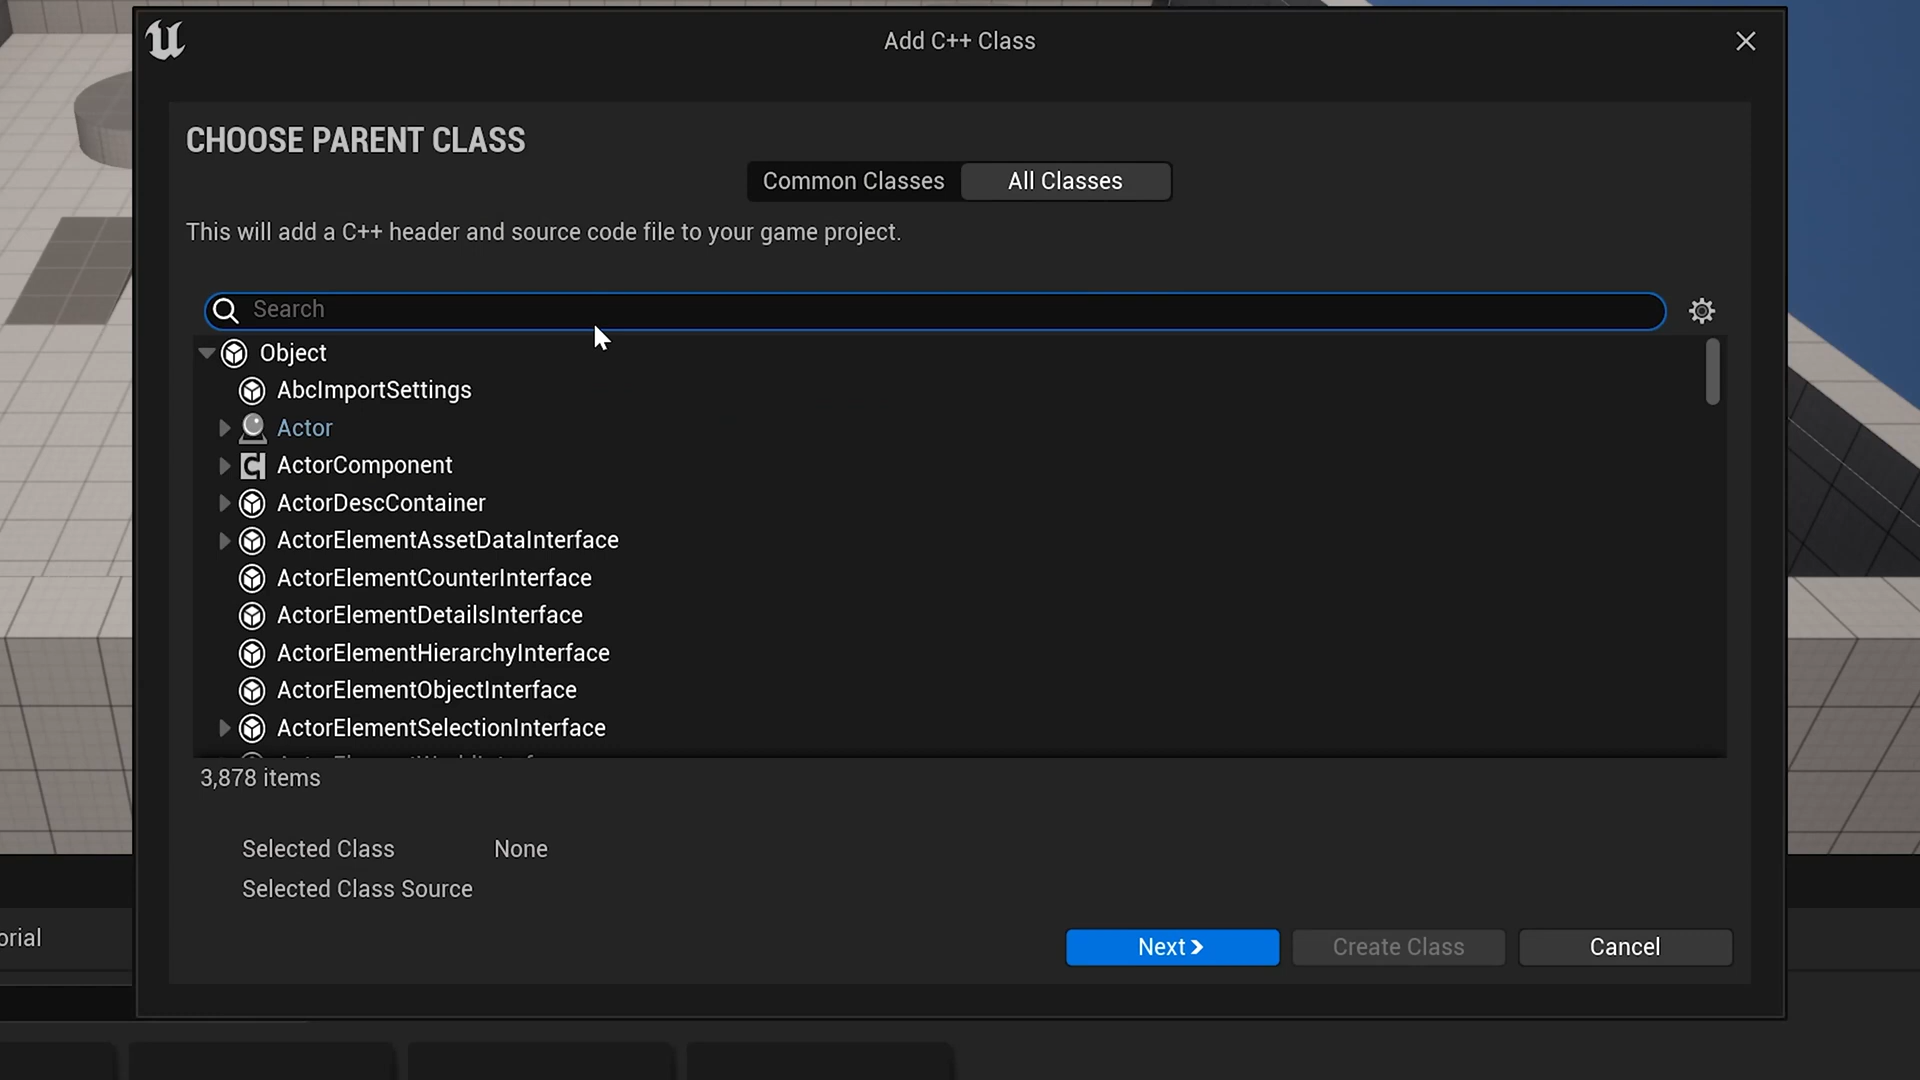 Add C++ Class
CHOOSE PARENT CLASS
Common Classes
All Classes
This will add a C++ header and source code file to your game project.
Search
Object
AbcImportSettings
Actor
ActorComponent
ActorDescContainer
ActorElementAssetDataInterface
ActorElementCounterInterface
ActorElementDetailsInterface
ActorElementHierarchyInterface
ActorElementObjectInterface
ActorElementSelectionInterface
3,878 items
Selected Class None
Selected Class Source
orial
Next
Create Class
Cancel